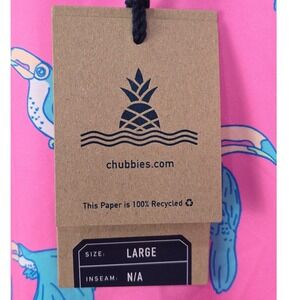 chubbies.com
This Paper is 100% Recycled ♻
SIZE: LARGE
INSEAM: N/A